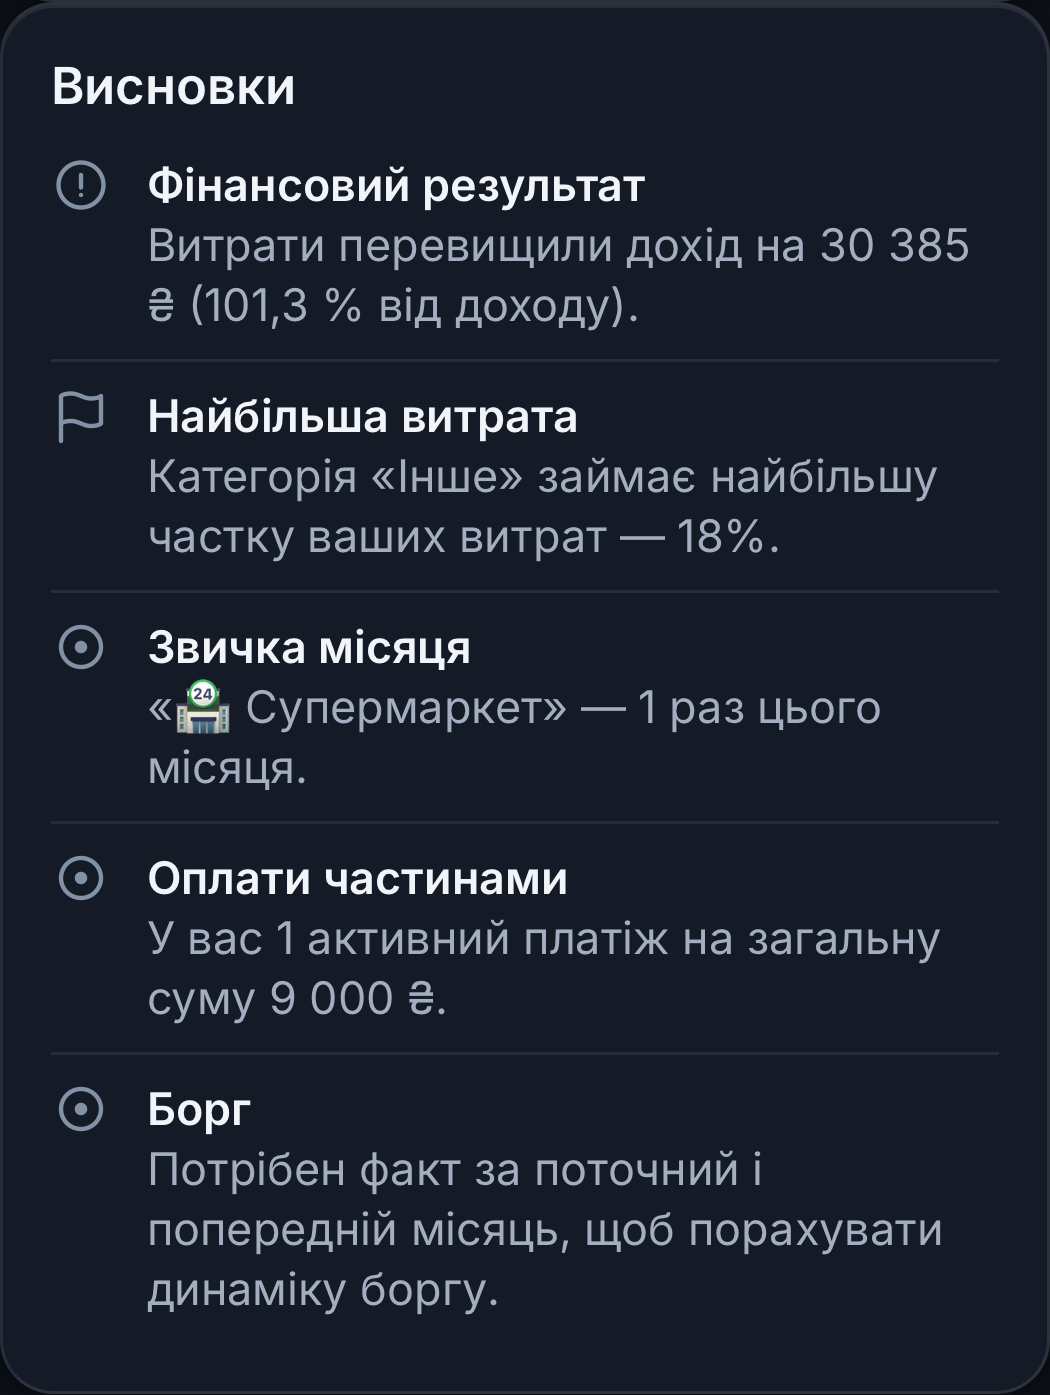 Висновки
Фінансовий результат
Витрати перевищили дохід на 30 385
₴ (101,3 % від доходу).
Найбільша витрата
Категорія «Інше» займає найбільшу
частку ваших витрат — 18%.
Звичка місяця
«🏪 Супермаркет» — 1 раз цього
місяця.
Оплати частинами
У вас 1 активний платіж на загальну
суму 9 000 ₴.
Борг
Потрібен факт за поточний і
попередній місяць, щоб порахувати
динаміку боргу.